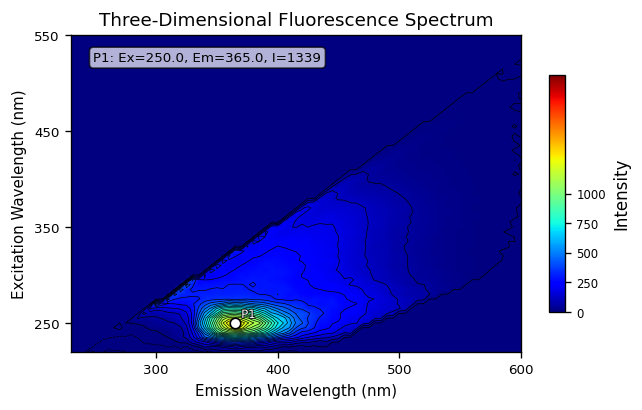 Three-Dimensional Fluorescence Spectrum
P1: Ex=250.0, Em=365.0, I=1339
P1
550
450
350
250
300
400
500
600
Excitation Wavelength (nm)
Emission Wavelength (nm)
1000
750
500
250
0
Intensity